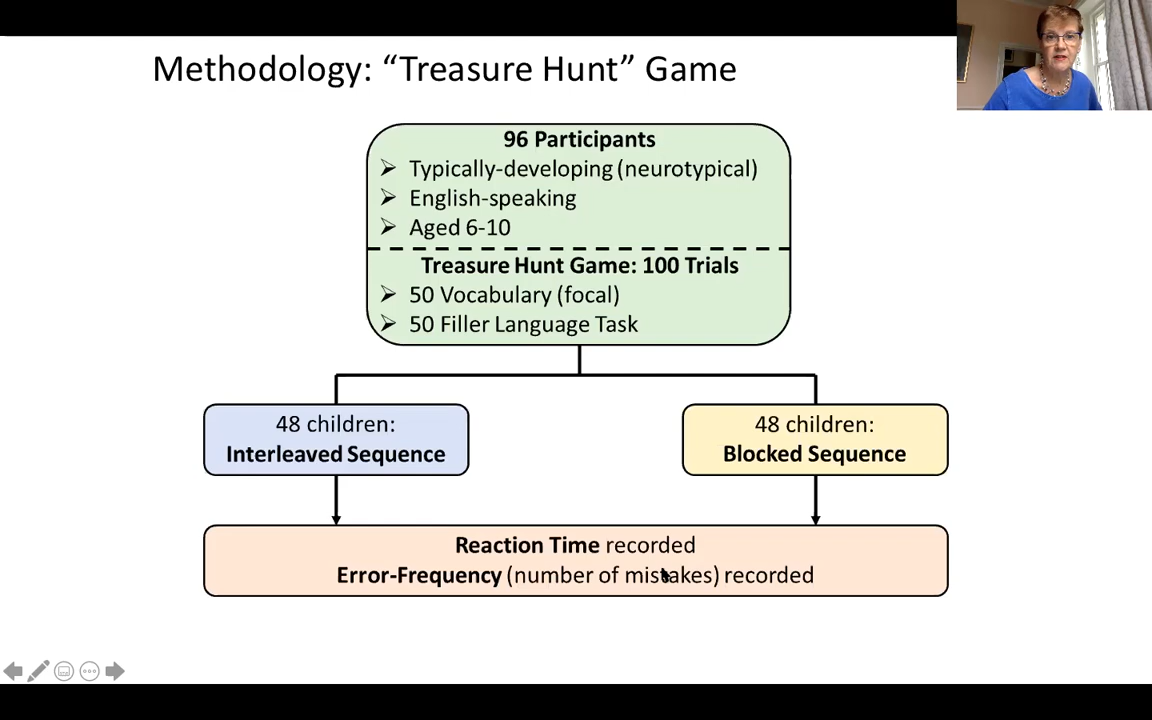 Methodology: “Treasure Hunt” Game
96 Participants
Typically-developing (neurotypical)
English-speaking
Aged 6-10
Treasure Hunt Game: 100 Trials
50 Vocabulary (focal)
50 Filler Language Task
48 children:
Interleaved Sequence
48 children:
Blocked Sequence
Reaction Time recorded
Error-Frequency (number of mistakes) recorded